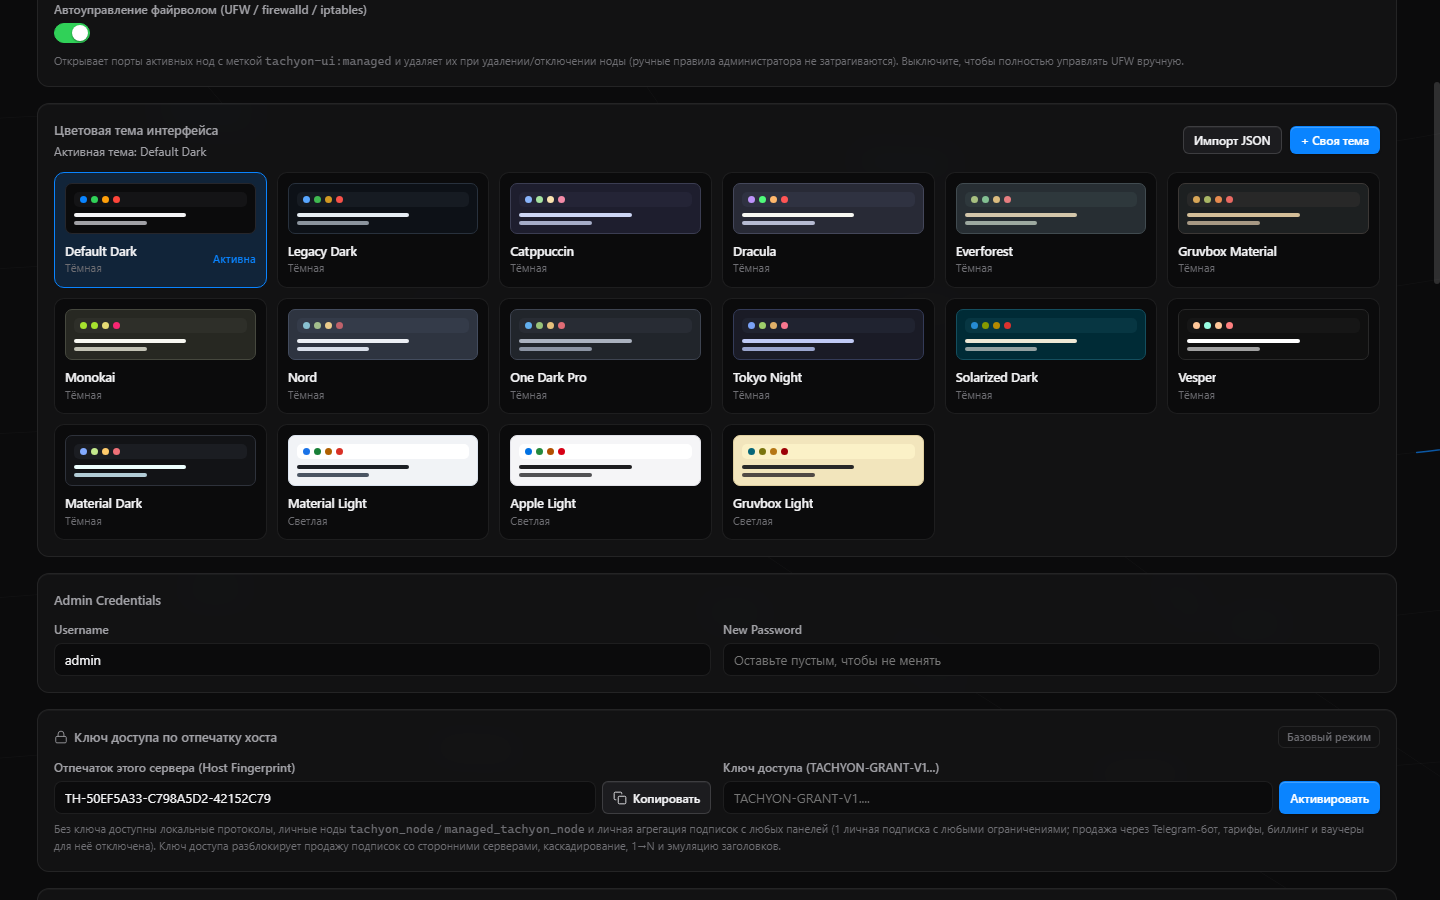 Автоуправление файрволом (UFW / firewalld / iptables)
Открывает порты активных нод с меткой tachyon-ui:managed и удаляет их при удалении/отключении ноды (ручные правила администратора не затрагиваются). Выключите, чтобы полностью управлять UFW вручную.
Цветовая тема интерфейса
Активная тема: Default Dark
Импорт JSON
+ Своя тема
Default Dark
Тёмная
Активна
Legacy Dark
Тёмная
Catppuccin
Тёмная
Dracula
Тёмная
Everforest
Тёмная
Gruvbox Material
Тёмная
Monokai
Тёмная
Nord
Тёмная
One Dark Pro
Тёмная
Tokyo Night
Тёмная
Solarized Dark
Тёмная
Vesper
Тёмная
Material Dark
Тёмная
Material Light
Светлая
Apple Light
Светлая
Gruvbox Light
Светлая
Admin Credentials
Username
New Password
admin
Оставьте пустым, чтобы не менять
Ключ доступа по отпечатку хоста
Базовый режим
Отпечаток этого сервера (Host Fingerprint)
Ключ доступа (TACHYON-GRANT-V1...)
TH-50EF5A33-C798A5D2-42152C79
Копировать
TACHYON-GRANT-V1....
Активировать
Без ключа доступны локальные протоколы, личные ноды tachyon_node / managed_tachyon_node и личная агрегация подписок с любых панелей (1 личная подписка с любыми ограничениями; продажа через Telegram-бот, тарифы, биллинг и ваучеры
для неё отключена). Ключ доступа разблокирует продажу подписок со сторонними серверами, каскадирование, 1→N и эмуляцию заголовков.